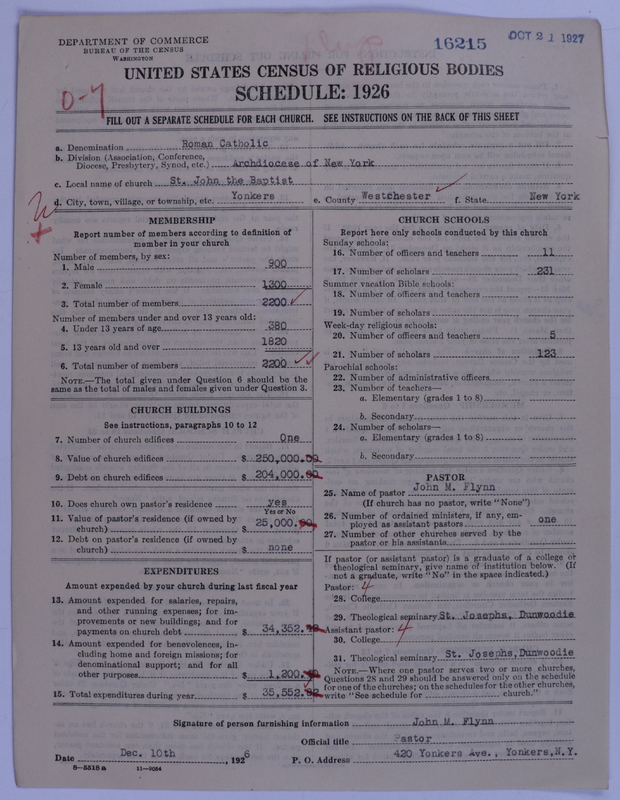 DEPARTMENT OF COMMERCE
BUREAU OF THE CENSUS
WASHINGTON
16215
OCT 21 1927
UNITED STATES CENSUS OF RELIGIOUS BODIES
SCHEDULE: 1926
0-7
FILL OUT A SEPARATE SCHEDULE FOR EACH CHURCH. SEE INSTRUCTIONS ON THE BACK OF THIS SHEET
a. Denomination Roman Catholic
b. Division (Association, Conference,
Diocese, Presbytery, Synod, etc.) Archdiocese of New York
c. Local name of church St. John the Baptist
d. City, town, village, or township, etc. Yonkers e. County Westchester f. State New York
MEMBERSHIP
Report number of members according to definition of
member in your church
Number of members, by sex:
1. Male 900
2. Female 1300
3. Total number of members 2200
Number of members under and over 13 years old:
4. Under 13 years of age 380
5. 13 years old and over 1820
6. Total number of members 2200
NOTE.—The total given under Question 6 should be the
same as the total of males and females given under Question 3.
CHURCH BUILDINGS
See instructions, paragraphs 10 to 12
7. Number of church edifices One
8. Value of church edifices $ 250,000.00
9. Debt on church edifices $ 204,000.00
10. Does church own pastor's residence yes
Yes or No
11. Value of pastor's residence (if owned by
church) $ 25,000.00
12. Debt on pastor's residence (if owned by
church) $ none
EXPENDITURES
Amount expended by your church during last fiscal year
13. Amount expended for salaries, repairs,
and other running expenses; for im-
provements or new buildings; and for
payments on church debt $ 34,352.
14. Amount expended for benevolences, in-
cluding home and foreign missions; for
denominational support; and for all
other purposes $ 1,200.
15. Total expenditures during year $ 35,552.
CHURCH SCHOOLS
Report here only schools conducted by this church
Sunday schools:
16. Number of officers and teachers 11
17. Number of scholars 231
Summer vacation Bible schools:
18. Number of officers and teachers
19. Number of scholars
Week-day religious schools:
20. Number of officers and teachers 5
21. Number of scholars 123
Parochial schools:
22. Number of administrative officers
23. Number of teachers—
a. Elementary (grades 1 to 8)
b. Secondary
24. Number of scholars—
a. Elementary (grades 1 to 8)
b. Secondary
PASTOR
25. Name of pastor John M. Flynn
(If church has no pastor, write "None")
26. Number of ordained ministers, if any, em-
ployed as assistant pastors one
27. Number of other churches served by the
pastor or his assistants
If pastor (or assistant pastor) is a graduate of a college or
theological seminary, give name of institution below. (If
not a graduate, write "No" in the space indicated.)
Pastor: 4
28. College
29. Theological seminary St. Josephs, Dunwoodie
Assistant pastor: 4
30. College
31. Theological seminary St. Josephs, Dunwoodie
NOTE.—Where one pastor serves two or more churches,
Questions 28 and 29 should be answered only on the schedule
for one of the churches; on the schedules for the other churches,
write "See schedule for church."
Signature of person furnishing information John M. Flynn
Official title Pastor
Date Dec. 10th, 1926 P. O. Address 420 Yonkers Ave., Yonkers, N.Y.
8—5518 a 11—9054